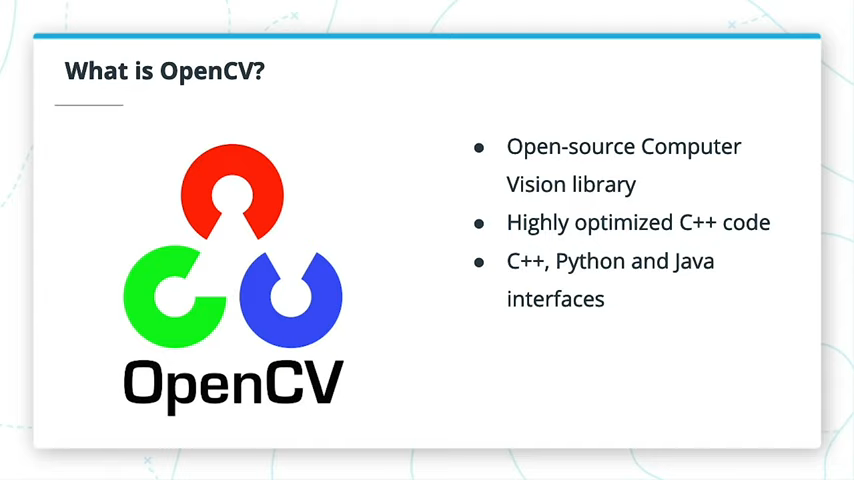 What is OpenCV?
Open-source Computer
Vision library
Highly optimized C++ code
C++, Python and Java
interfaces
OpenCV